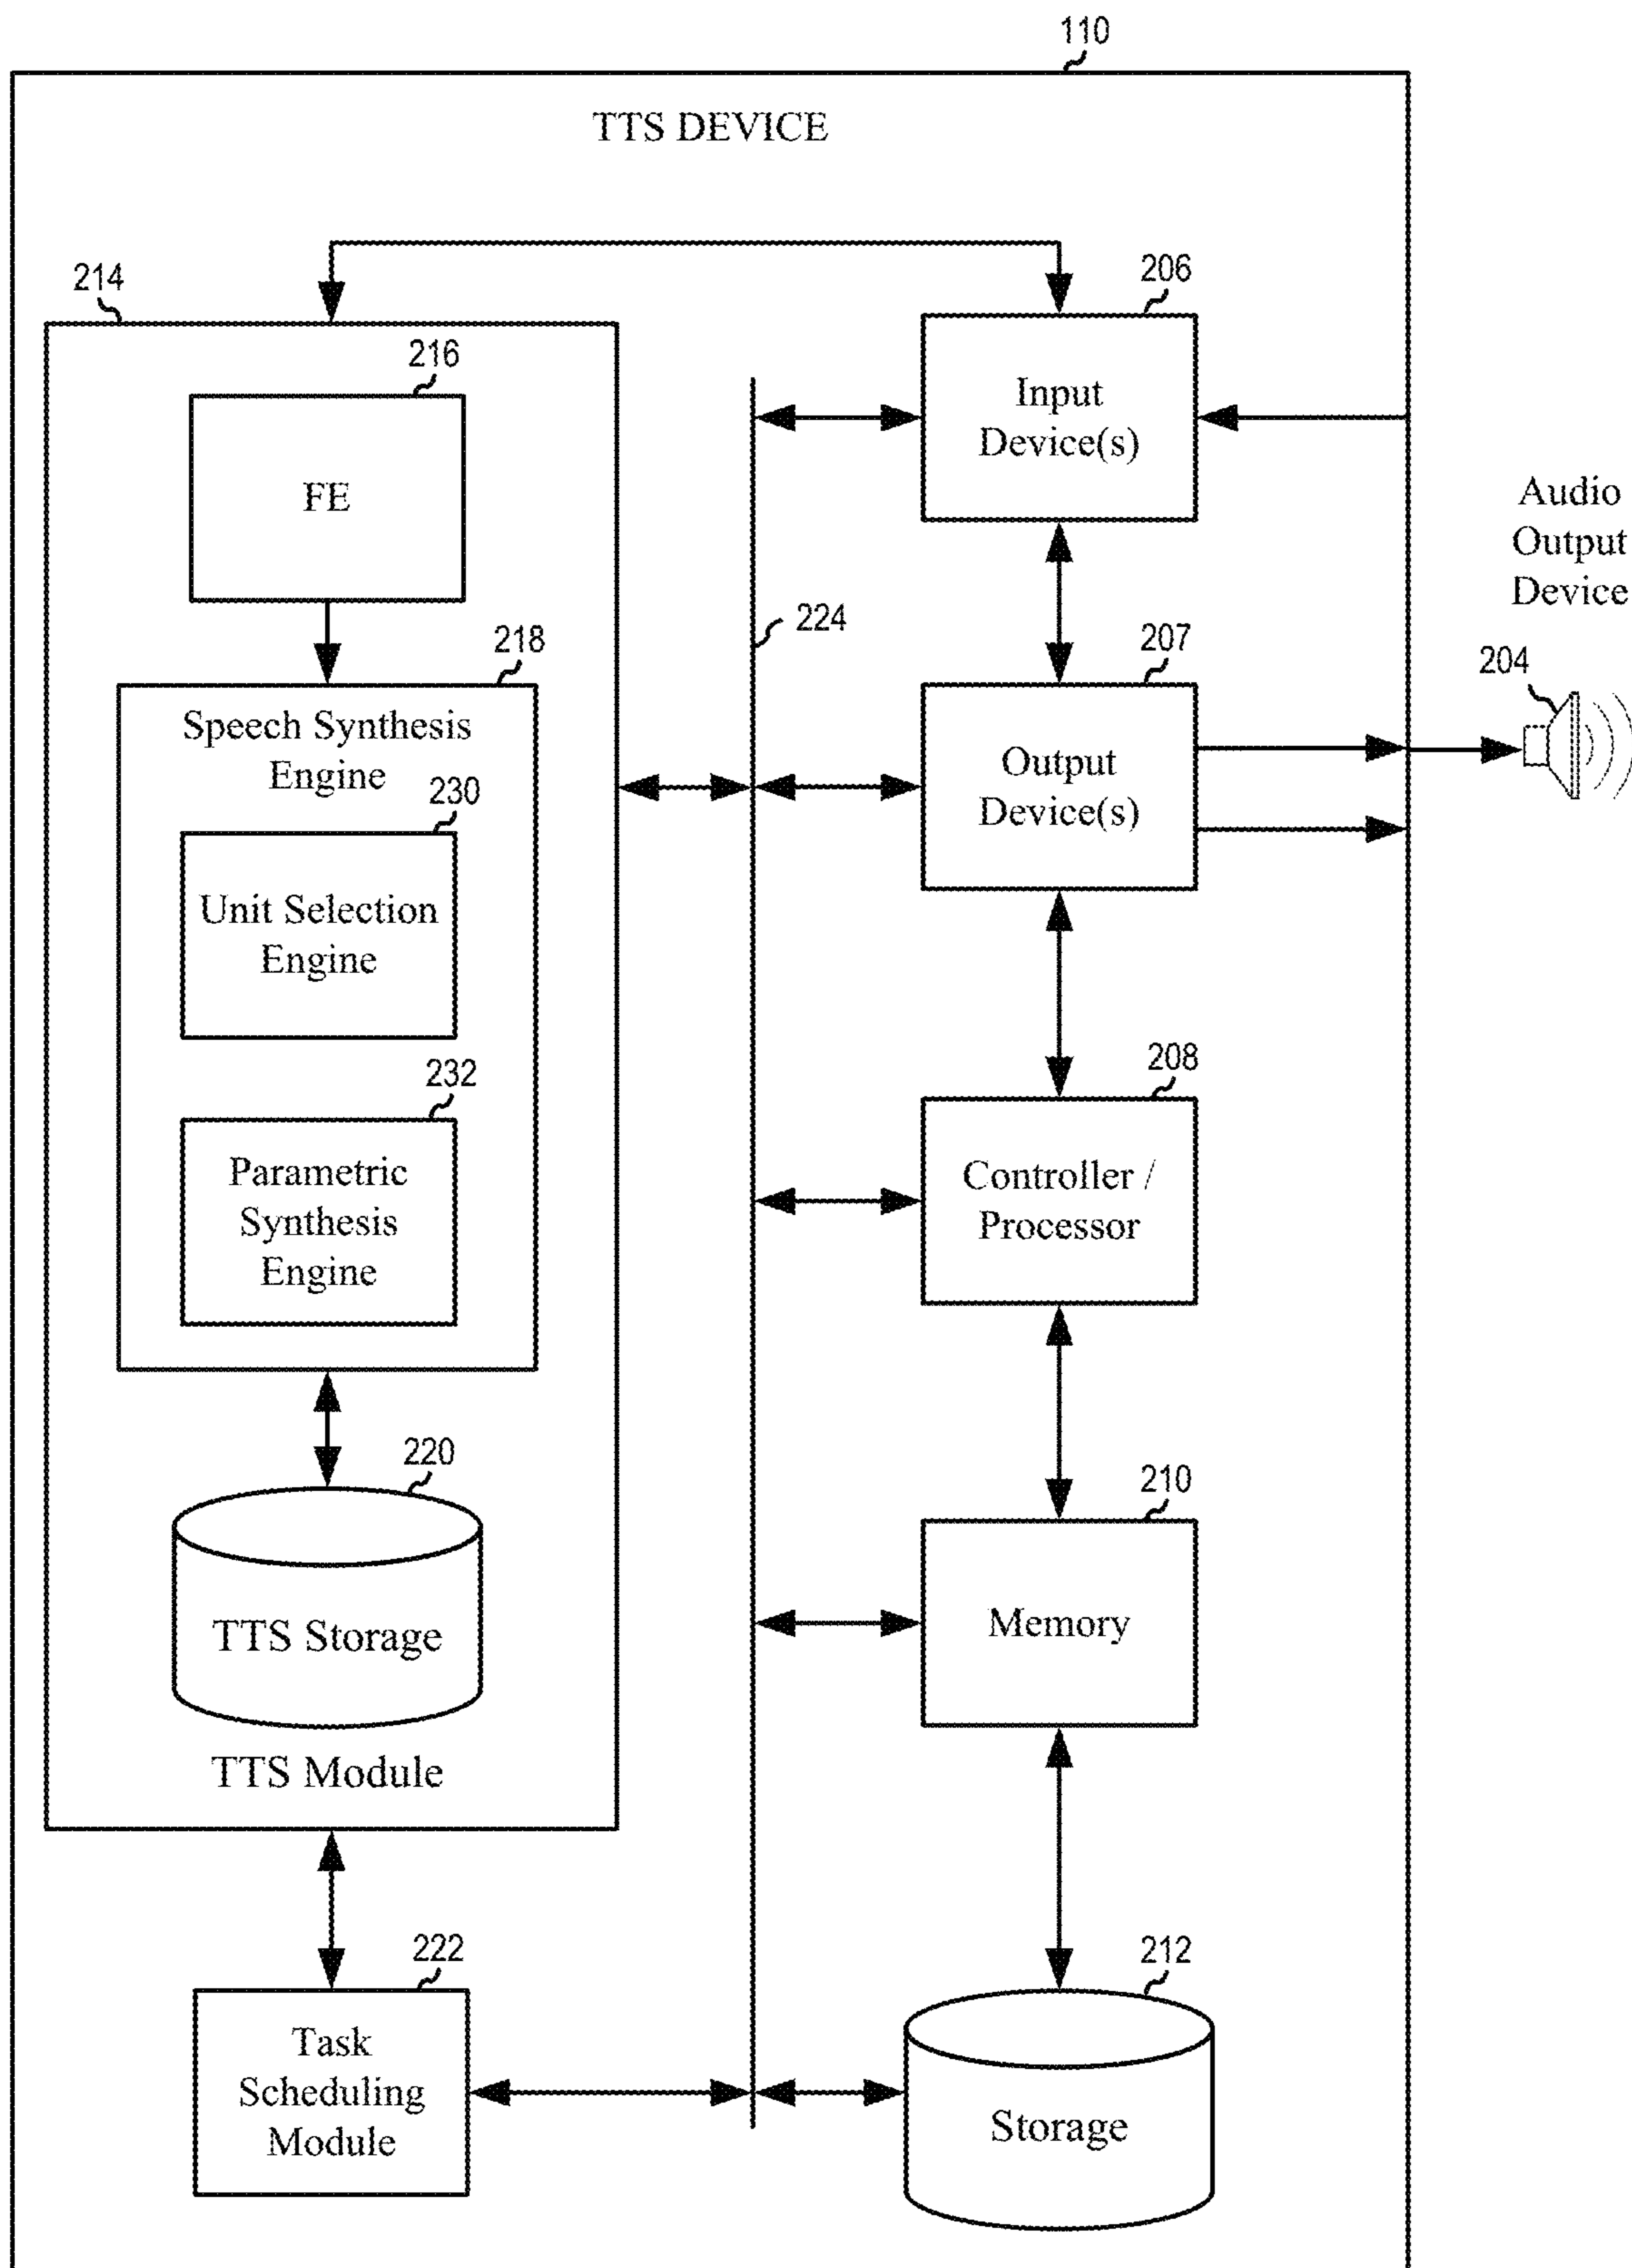 110
TTS DEVICE
214
216
FE
218
Speech Synthesis
Engine
230
Unit Selection
Engine
232
Parametric
Synthesis
Engine
220
TTS Storage
TTS Module
222
Task
Scheduling
Module
224
206
Input
Device(s)
207
Output
Device(s)
208
Controller /
Processor
210
Memory
212
Storage
Audio
Output
Device
204